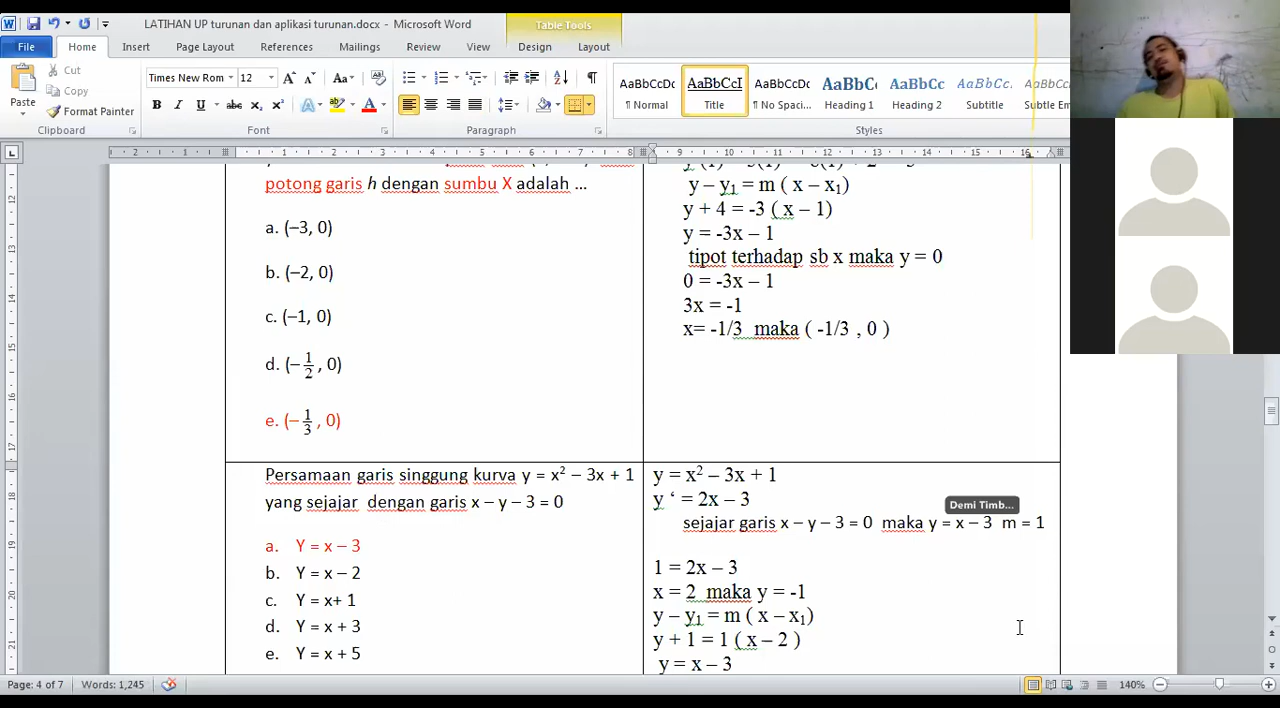 LATIHAN UP turunan dan aplikasi turunan.docx - Microsoft Word
Table Tools
File Home Insert Page Layout References Mailings Review View Design Layout
Paste
Cut
Copy
Format Painter
Clipboard
Times New Rom 12
Font
Paragraph
AaBbCcDc AaBbCcI AaBbCcDc AaBbC AaBbCc AaBbCc. AaBbCcD
¶ Normal Title ¶ No Spaci... Heading 1 Heading 2 Subtitle Subtle Em
Styles
potong garis h dengan sumbu X adalah ...
a. (–3, 0)
b. (–2, 0)
c. (–1, 0)
d. (–1/2 , 0)
e. (–1/3 , 0)
y – y₁ = m ( x – x₁)
y + 4 = -3 ( x – 1)
y = -3x – 1
tipot terhadap sb x maka y = 0
0 = -3x – 1
3x = -1
x= -1/3 maka ( -1/3 , 0 )
Persamaan garis singgung kurva y = x² – 3x + 1
yang sejajar dengan garis x – y – 3 = 0
a. Y = x – 3
b. Y = x – 2
c. Y = x+ 1
d. Y = x + 3
e. Y = x + 5
y = x² – 3x + 1
y ‘ = 2x – 3
Demi Timb...
sejajar garis x – y – 3 = 0 maka y = x – 3 m = 1
1 = 2x – 3
x = 2 maka y = -1
y – y₁ = m ( x – x₁)
y + 1 = 1 ( x – 2 )
y = x – 3
Page: 4 of 7 Words: 1,245 140%